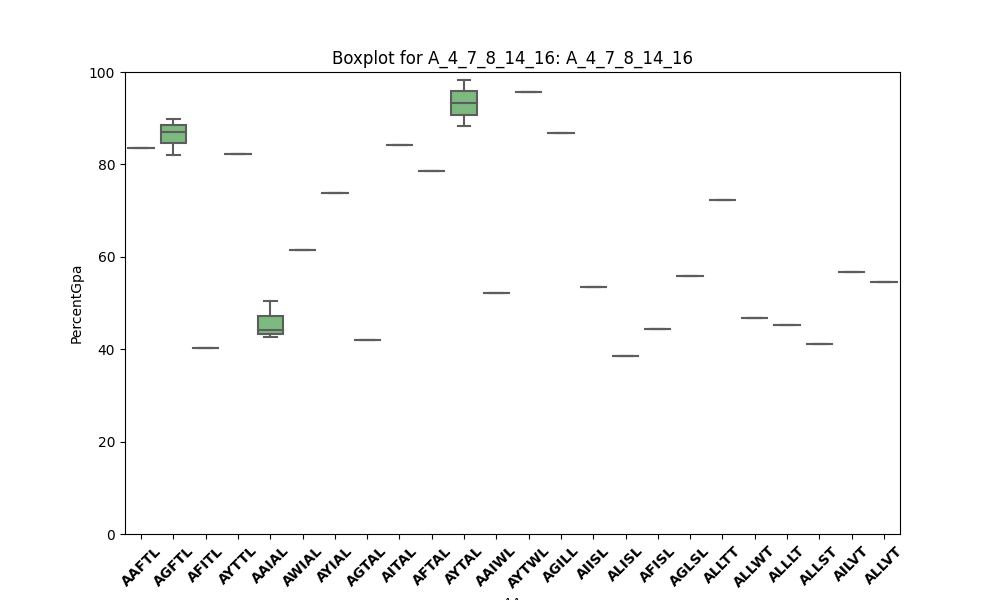 Boxplot for A_4_7_8_14_16: A_4_7_8_14_16
PercentGpa
100
80
60
40
20
0
AAFTL AGFTL AFITL AYTTL AAIAL AWIAL AYIAL AGTAL AITAL AFTAL AYTAL AAIWL AYTWL AGILL AIISL ALISL AFISL AGLSL ALLTT ALLWT ALLLT ALLST AILVT ALLVT